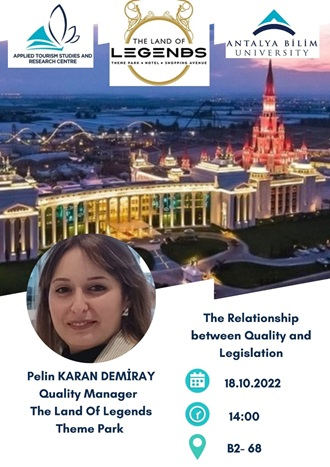 APPLIED TOURISM STUDIES AND
RESEARCH CENTRE
THE LAND OF
LEGENDS
THEME PARK • HOTEL • SHOPPING AVENUE
ANTALYA BİLİM
UNIVERSITY
Pelin KARAN DEMİRAY
Quality Manager
The Land Of Legends
Theme Park
The Relationship
between Quality and
Legislation
18.10.2022
14:00
B2- 68